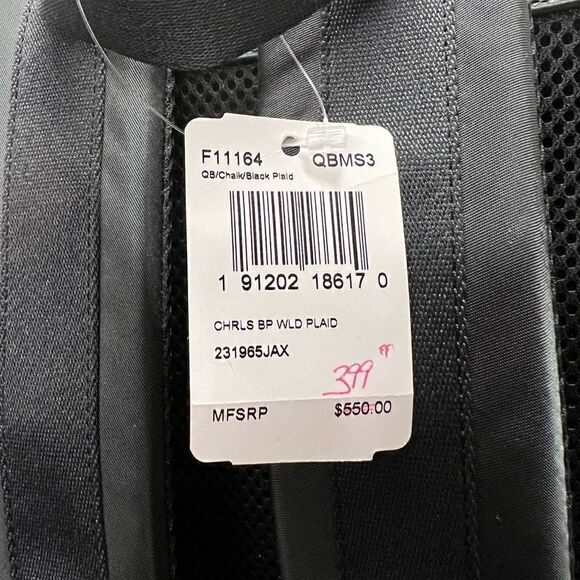 F11164 QBMS3
QB/Chalk/Black Plaid
1 91202 18617 0
CHRLS BP WLD PLAID
231965JAX
399
MFSRP $550.00